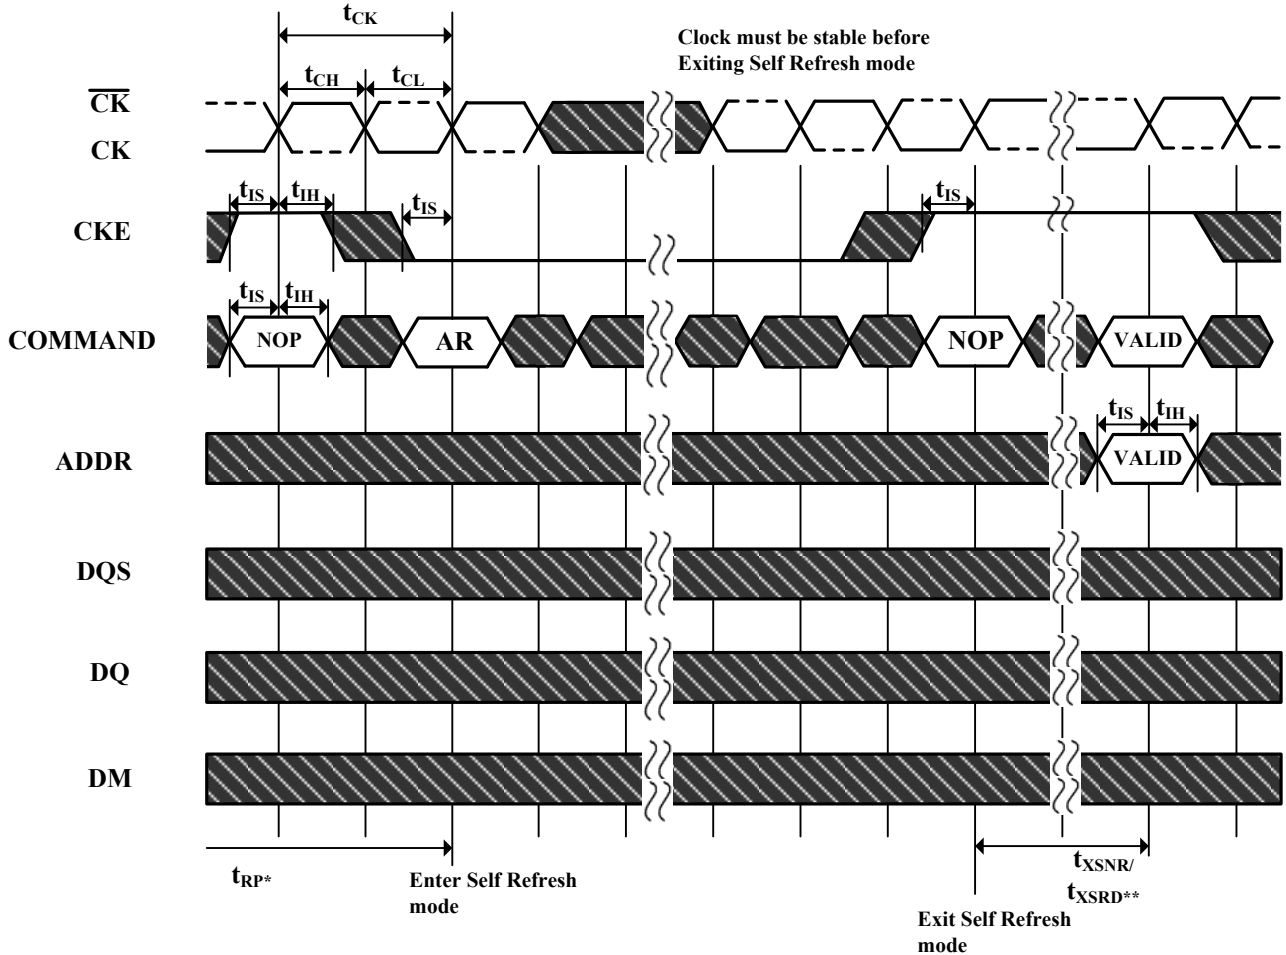 tCK
Clock must be stable before
Exiting Self Refresh mode
tCH
tCL
CK
CK
tIS
tIH
tIS
tIS
CKE
tIS
tIH
COMMAND
NOP
AR
NOP
VALID
tIS
tIH
ADDR
VALID
DQS
DQ
DM
tRP*
Enter Self Refresh
mode
tXSNR/
tXSRD**
Exit Self Refresh
mode